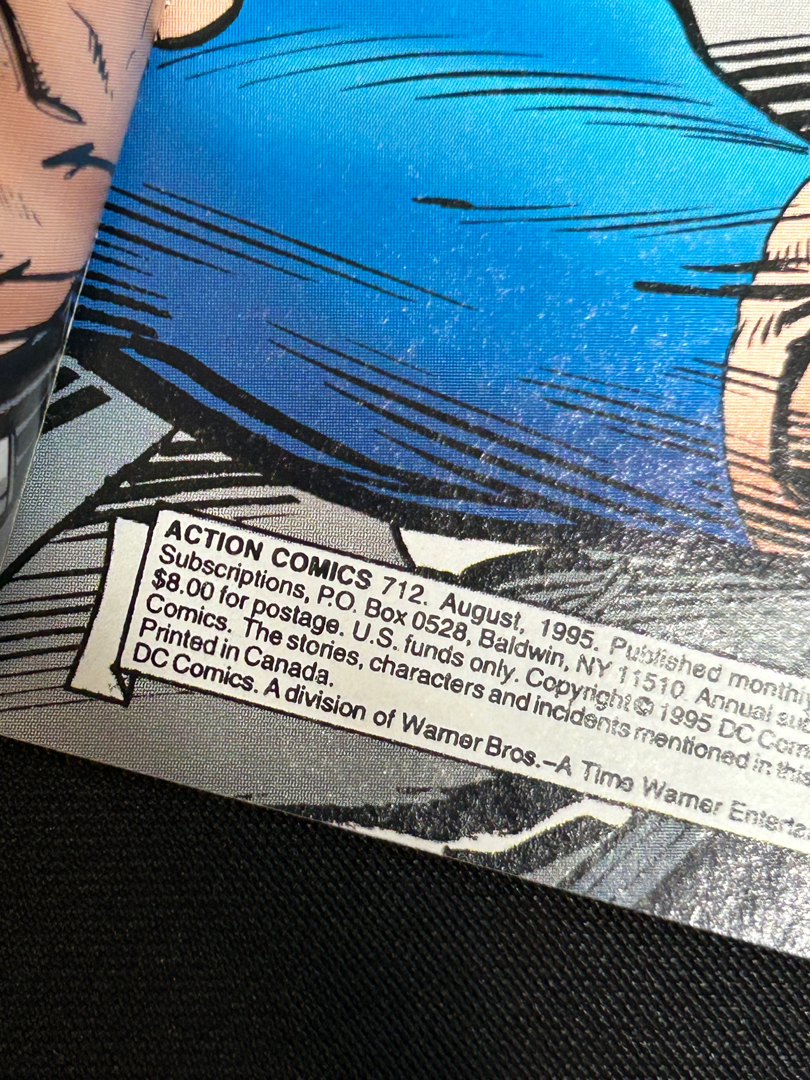 ACTION COMICS 712. August, 1995. Published monthly
Subscriptions, P.O. Box 0528, Baldwin, NY 11510. Annual
$8.00 for postage. U.S. funds only. Copyright © 1995 DC
Comics. The stories, characters and incidents mentioned in this
Printed in Canada.
DC Comics. A division of Warner Bros.–A Time Warner